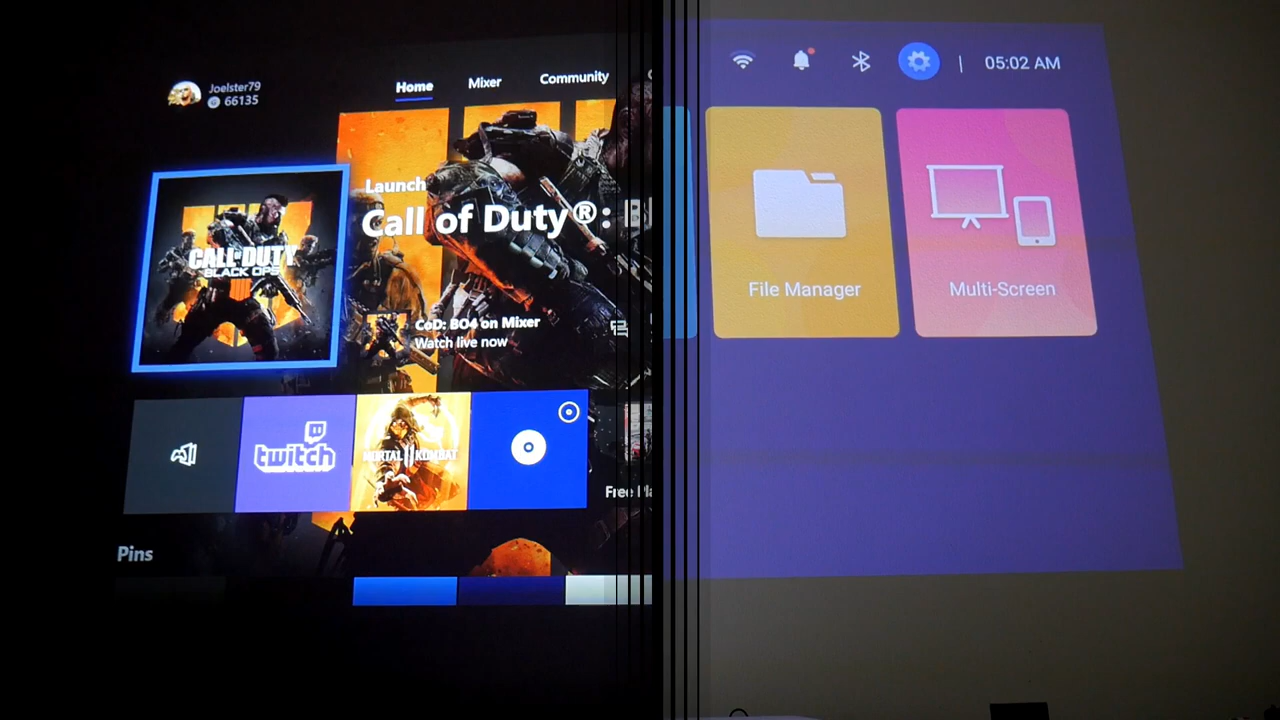 Joelster79
66135
Home
Mixer
Community
Launch
Call of Duty®:
CALL OF DUTY
BLACK OPS
CoD: BO4 on Mixer
Watch live now
twitch
MORTAL KOMBAT
Pins
05:02 AM
File Manager
Multi-Screen